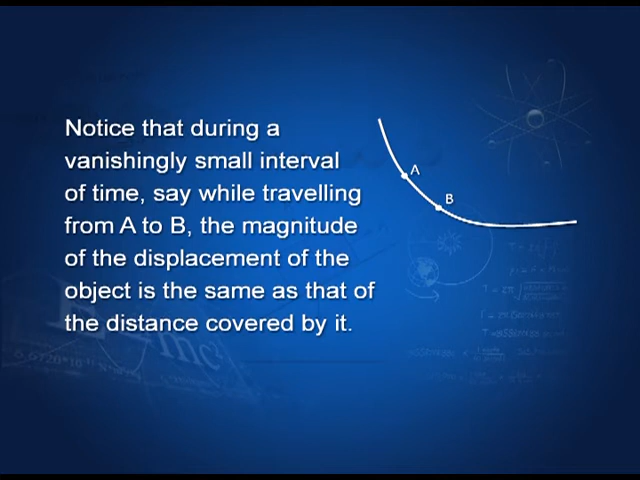 Notice that during a
vanishingly small interval
of time, say while travelling
from A to B, the magnitude
of the displacement of the
object is the same as that of
the distance covered by it.
A
B